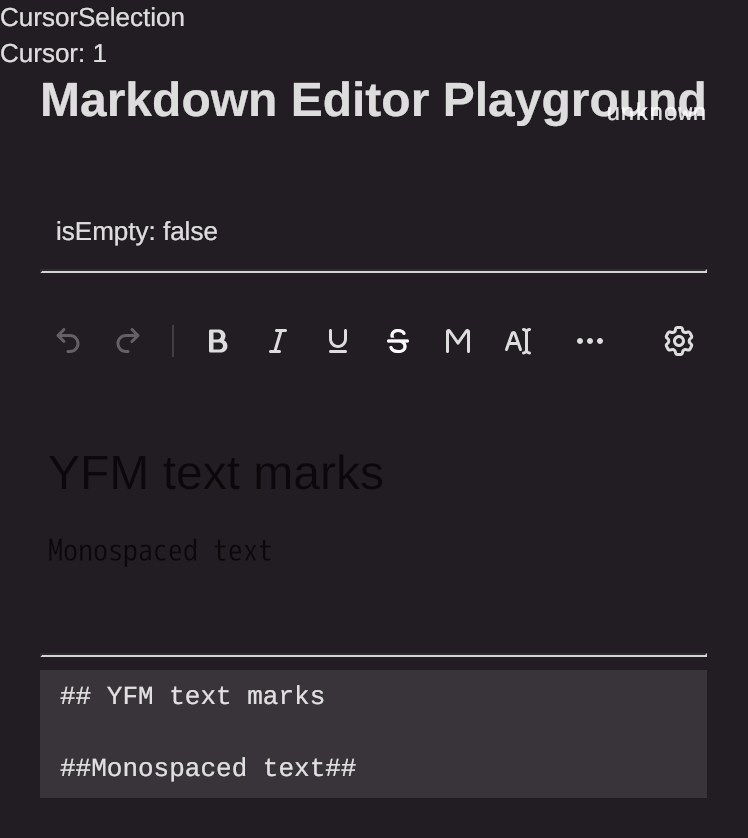 CursorSelection
Cursor: 1
Markdown Editor Playground
unknown
isEmpty: false
B I U S M A
YFM text marks
Monospaced text
## YFM text marks
##Monospaced text##